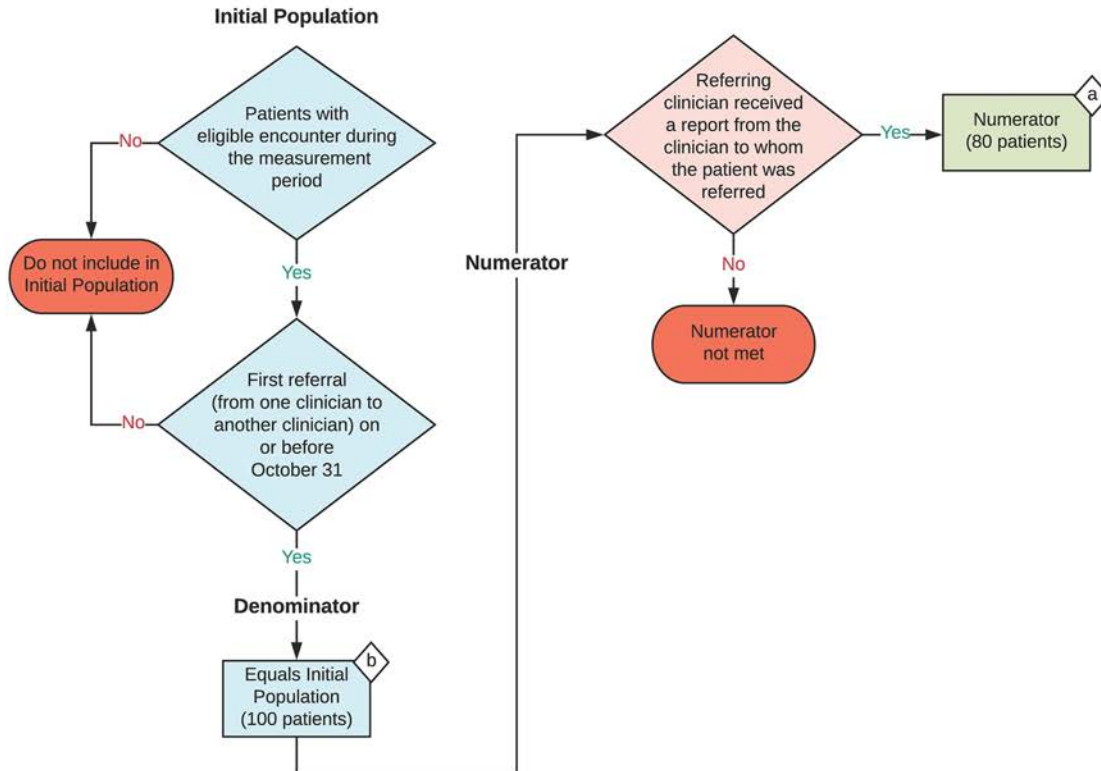 Initial Population
Patients with
eligible encounter during
the measurement
period
No
Do not include in
Initial Population
Yes
First referral
(from one clinician to
another clinician) on
or before
October 31
No
Yes
Denominator
b
Equals Initial
Population
(100 patients)
Numerator
Referring
clinician received
a report from the
clinician to whom
the patient was
referred
Yes
a
Numerator
(80 patients)
No
Numerator
not met